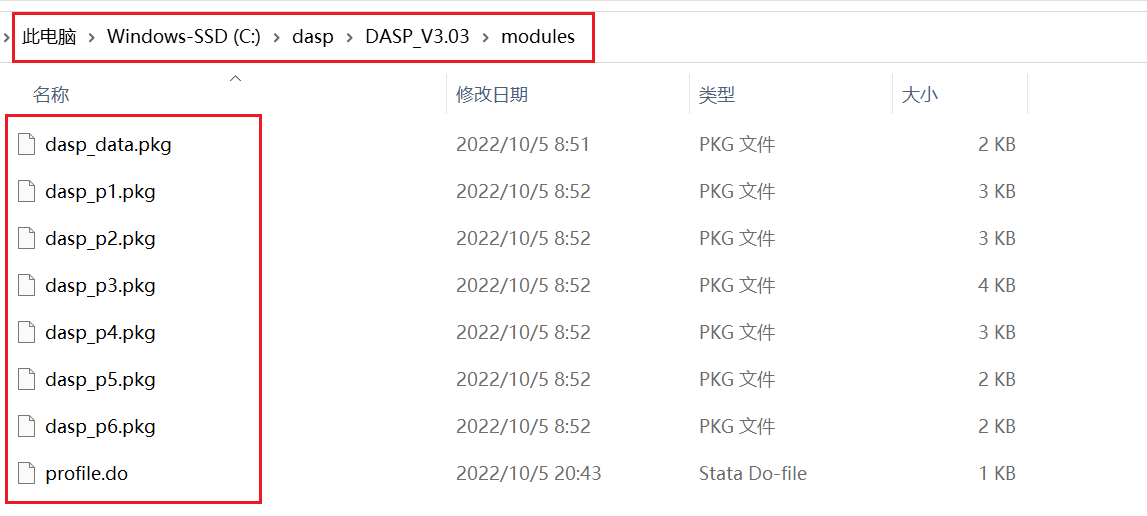 此电脑 > Windows-SSD (C:) > dasp > DASP_V3.03 > modules
名称 修改日期 类型 大小
dasp_data.pkg 2022/10/5 8:51 PKG 文件 2 KB
dasp_p1.pkg 2022/10/5 8:52 PKG 文件 3 KB
dasp_p2.pkg 2022/10/5 8:52 PKG 文件 3 KB
dasp_p3.pkg 2022/10/5 8:52 PKG 文件 4 KB
dasp_p4.pkg 2022/10/5 8:52 PKG 文件 3 KB
dasp_p5.pkg 2022/10/5 8:52 PKG 文件 2 KB
dasp_p6.pkg 2022/10/5 8:52 PKG 文件 2 KB
profile.do 2022/10/5 20:43 Stata Do-file 1 KB